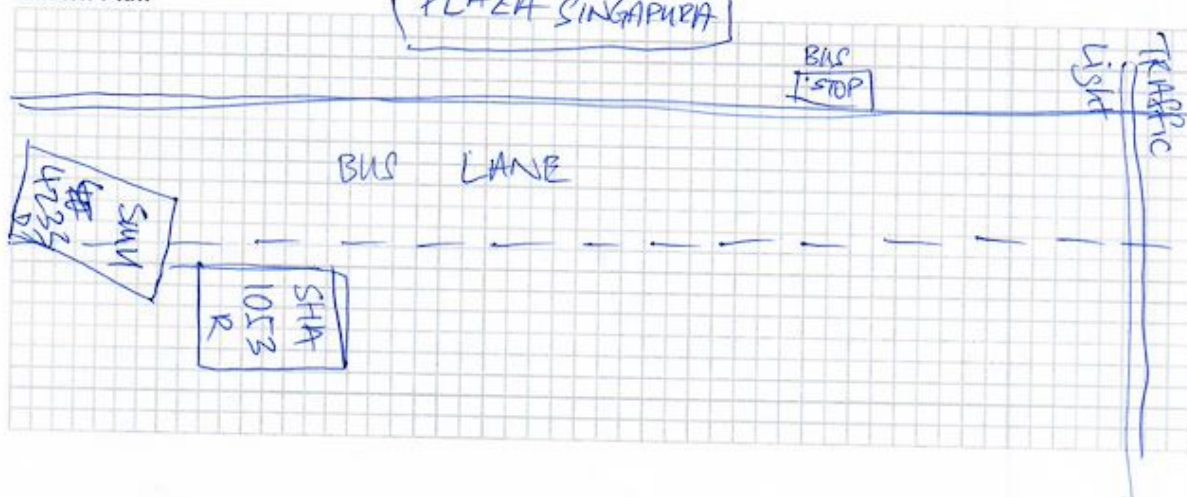 PLAZA SINGAPURA
BUS
STOP
TRAFFIC
Light
BUS LANE
SHA
1053
R